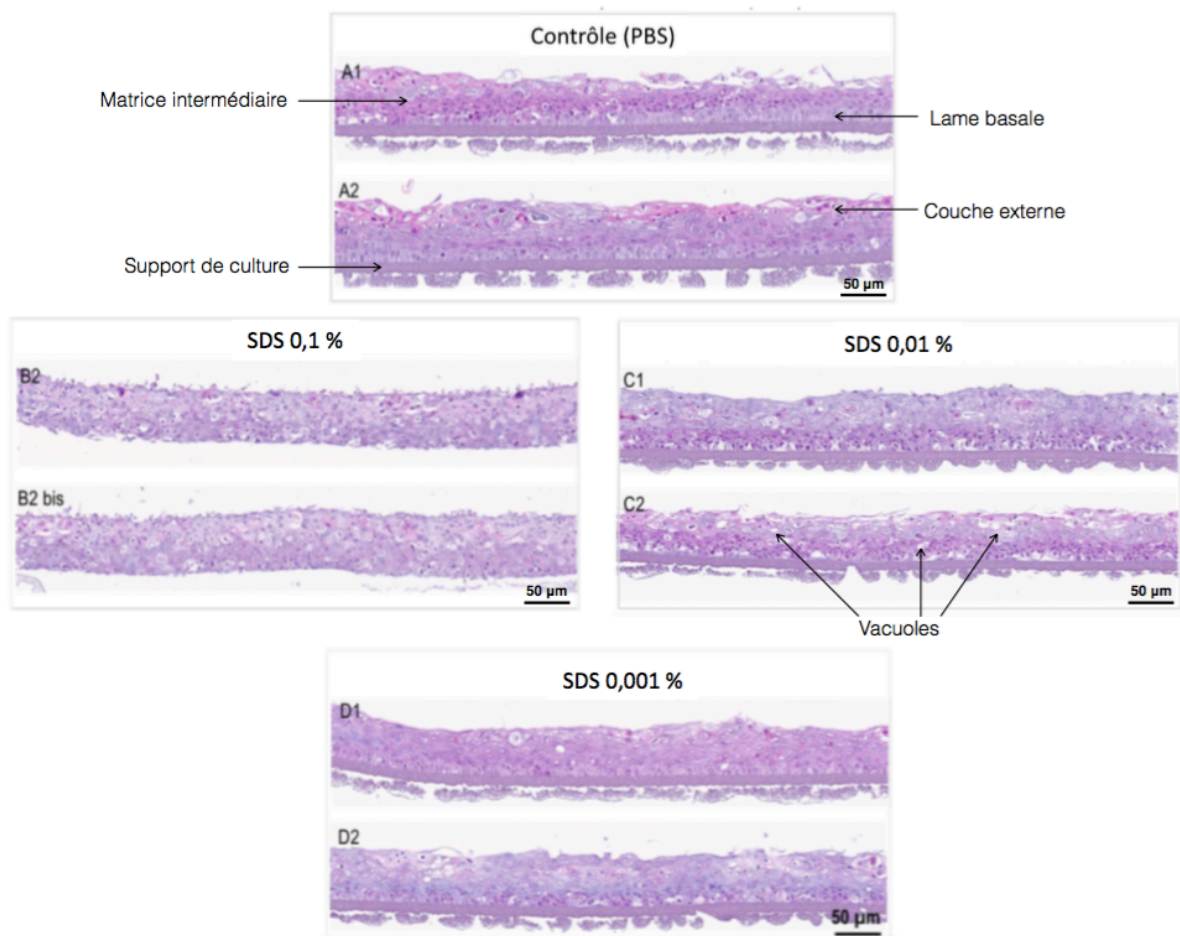 Contrôle (PBS)
A1
Matrice intermédiaire
Lame basale
A2
Couche externe
Support de culture
50 µm
SDS 0,1 %
B2
B2 bis
50 µm
SDS 0,01 %
C1
C2
50 µm
Vacuoles
SDS 0,001 %
D1
D2
50 µm